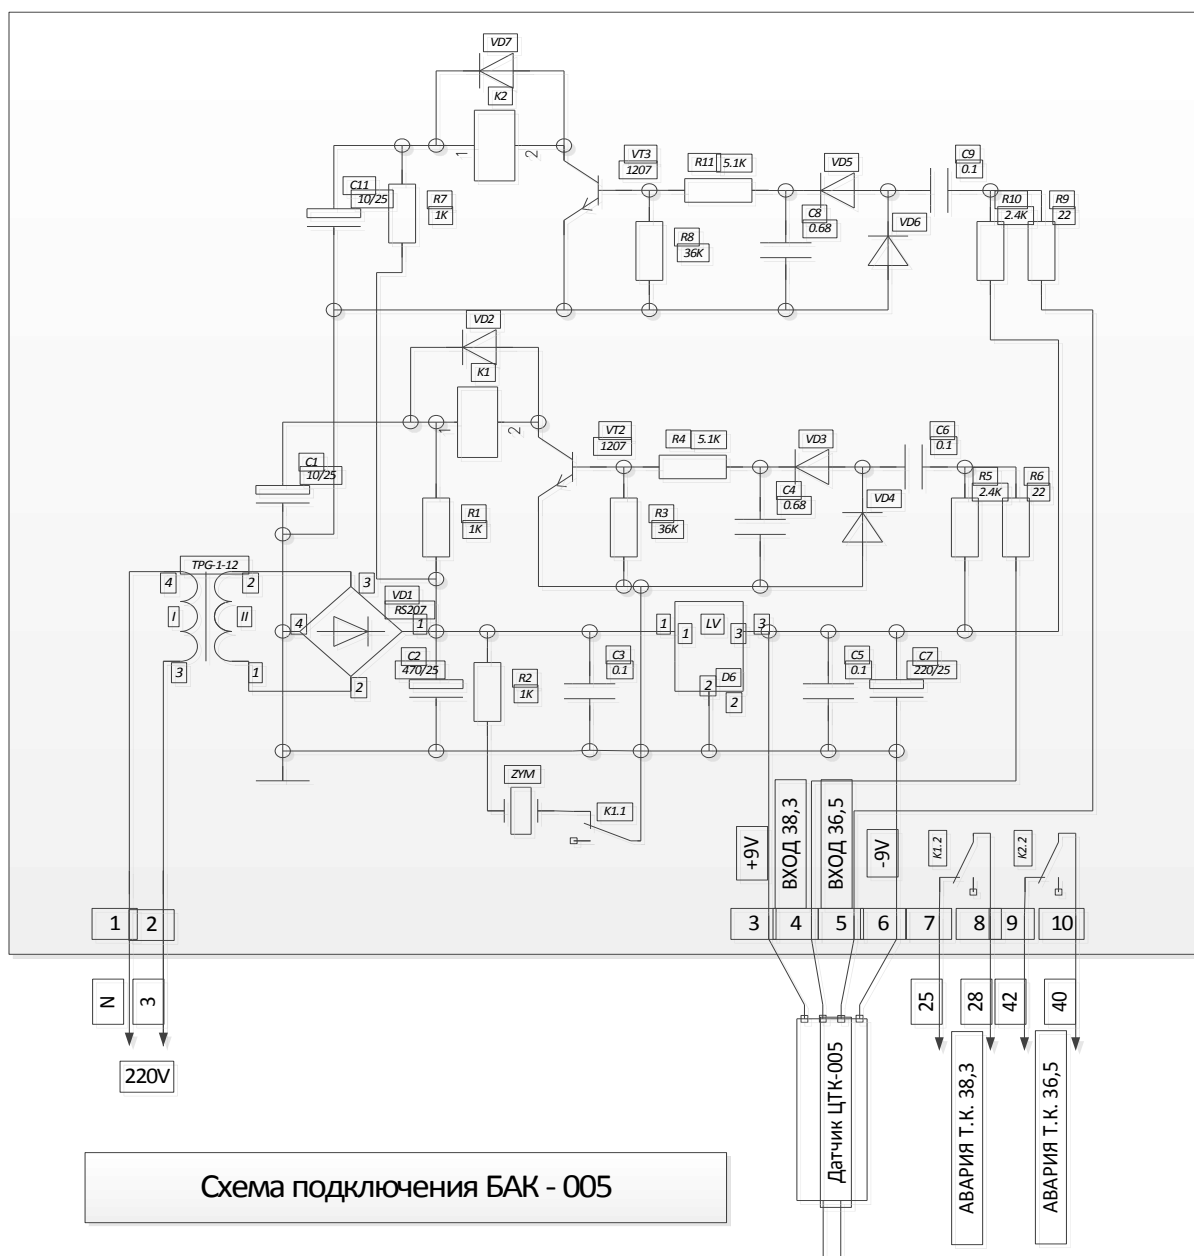 VD7
K2
1
2
VT3
1207
R11
5.1K
VD5
C9
0.1
C11
10/25
R7
1K
R8
36K
C8
0.68
VD6
R10
2.4K
R9
22
VD2
K1
1
2
VT2
1207
R4
5.1K
VD3
C6
0.1
C1
10/25
R1
1K
R3
36K
C4
0.68
VD4
R5
2.4K
R6
22
TPG-1-12
4
2
3
VD1
RS207
I
II
4
1
3
1
2
C2
470/25
R2
1K
C3
0.1
1
1
LV
3
3
D6
2
2
C5
0.1
C7
220/25
ZYM
K1.1
+9V
ВХОД 38,3
ВХОД 36,5
-9V
K1.2
K2.2
1
2
3
4
5
6
7
8
9
10
N
3
220V
25
28
42
40
Датчик ЦТК-005
АВАРИЯ Т.К. 38,3
АВАРИЯ Т.К. 36,5
Схема подключения БАК - 005